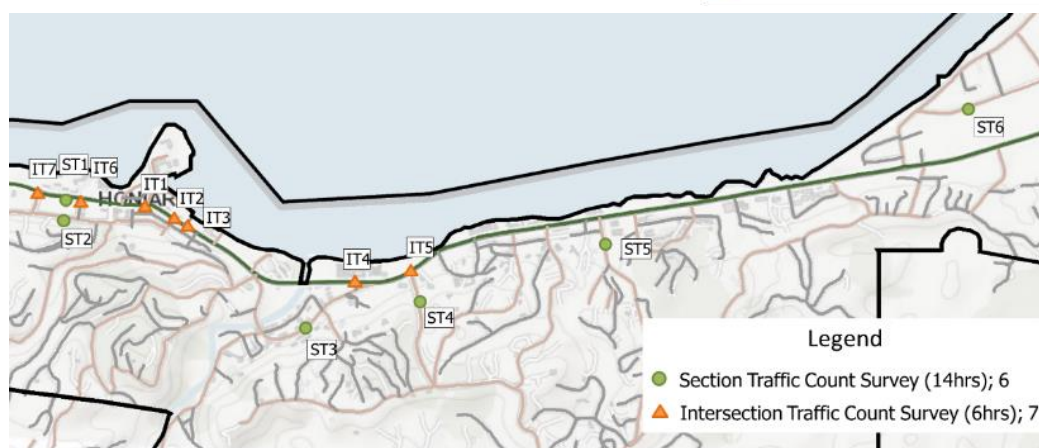 ST6
IT7
ST1
IT6
IT1
HONIAR
IT2
IT3
ST2
IT5
ST5
IT4
ST4
ST3
Legend
Section Traffic Count Survey (14hrs); 6
Intersection Traffic Count Survey (6hrs); 7